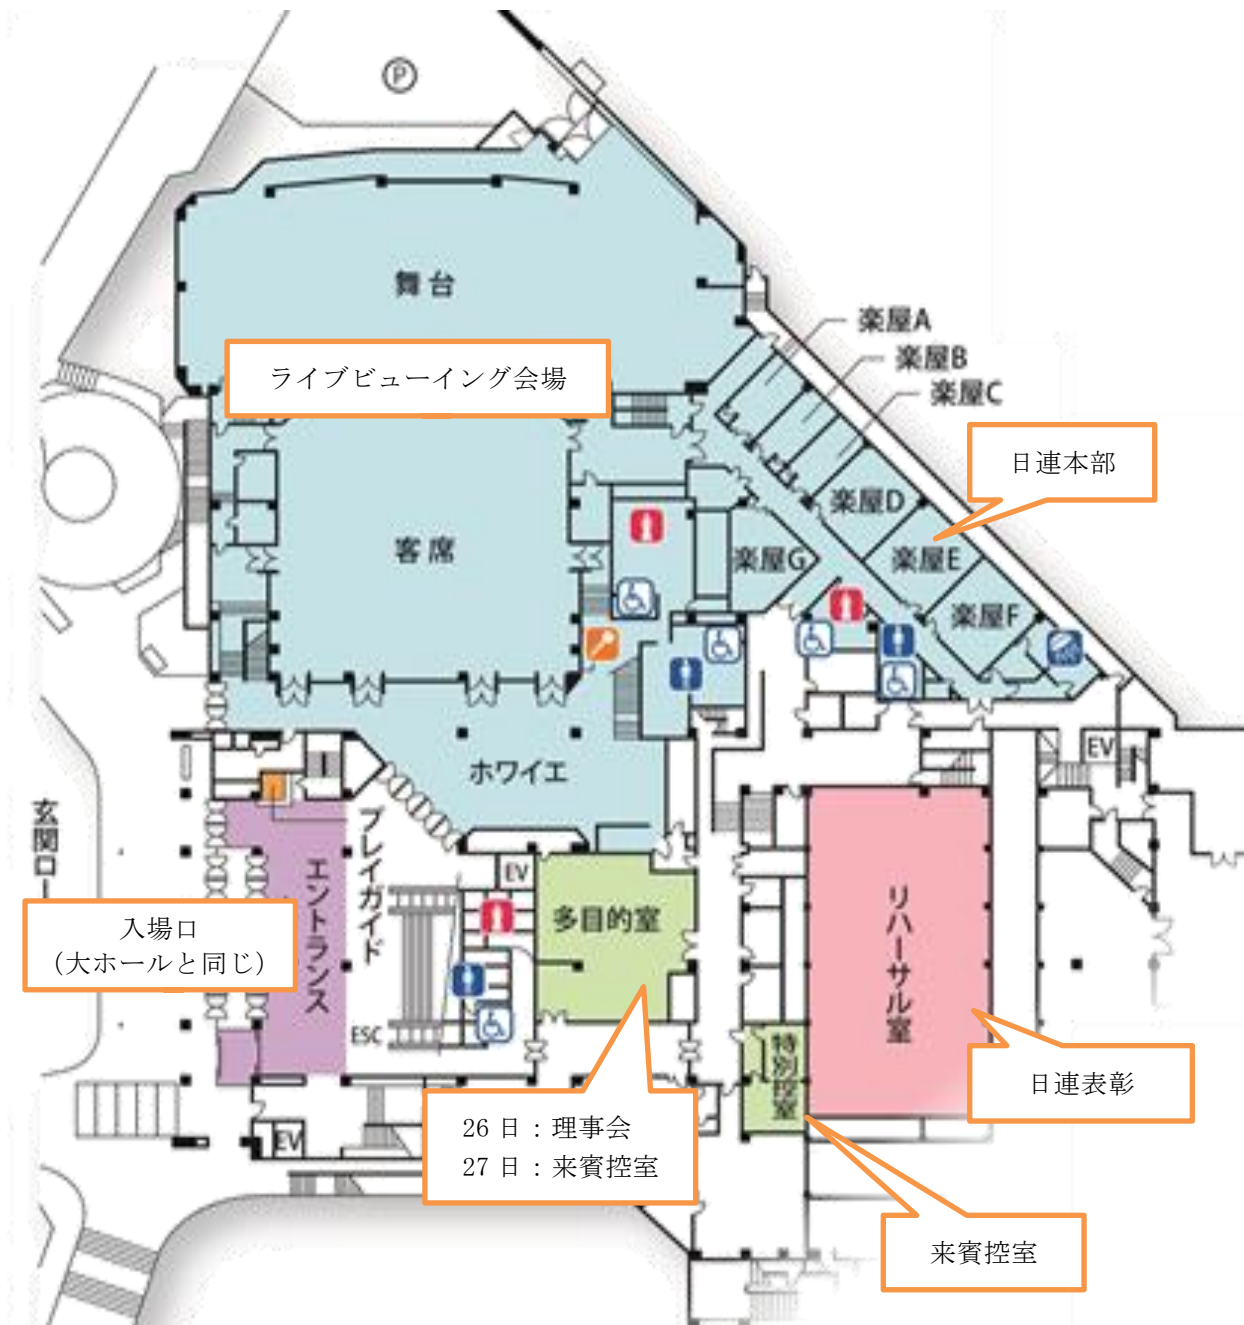 P
舞台
ライブビューイング会場
楽屋A
楽屋B
楽屋C
日連本部
楽屋D
楽屋E
楽屋F
楽屋G
客席
ホワイエ
EV
玄関口ー
プレイガイド
エントランス
入場口
（大ホールと同じ）
EV
多目的室
リハーサル室
ESC
特別控室
日連表彰
26 日：理事会
27 日：来賓控室
EV
来賓控室